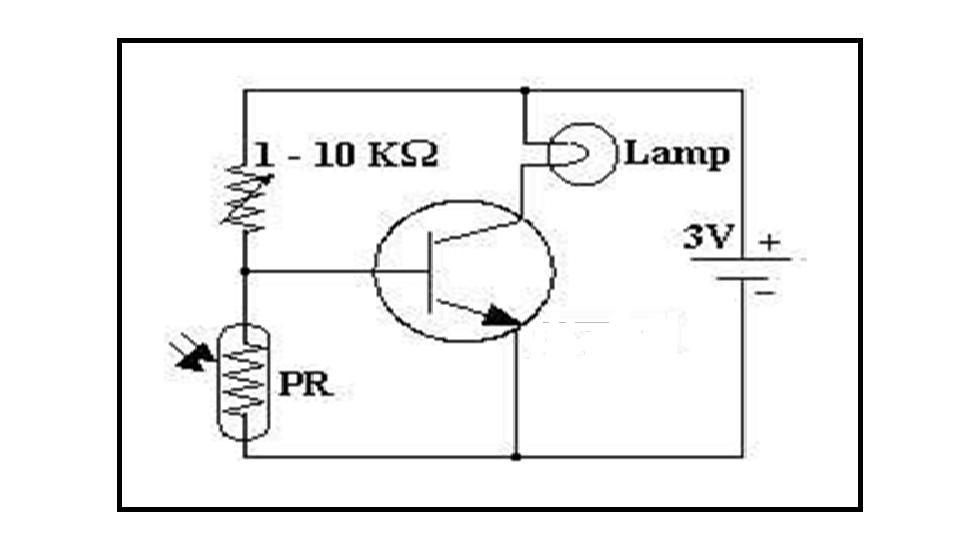 1 - 10 KΩ
Lamp
3V +
−
PR